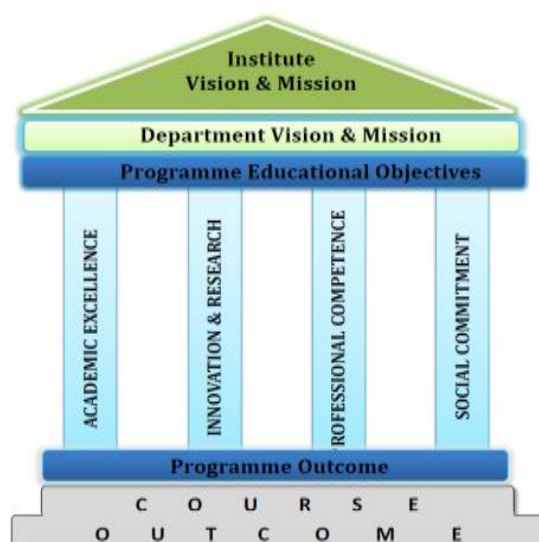 Institute
Vision & Mission
Department Vision & Mission
Programme Educational Objectives
ACADEMIC EXCELLENCE
INNOVATION & RESEARCH
PROFESSIONAL COMPETENCE
SOCIAL COMMITMENT
Programme Outcome
C O U R S E
O U T C O M E